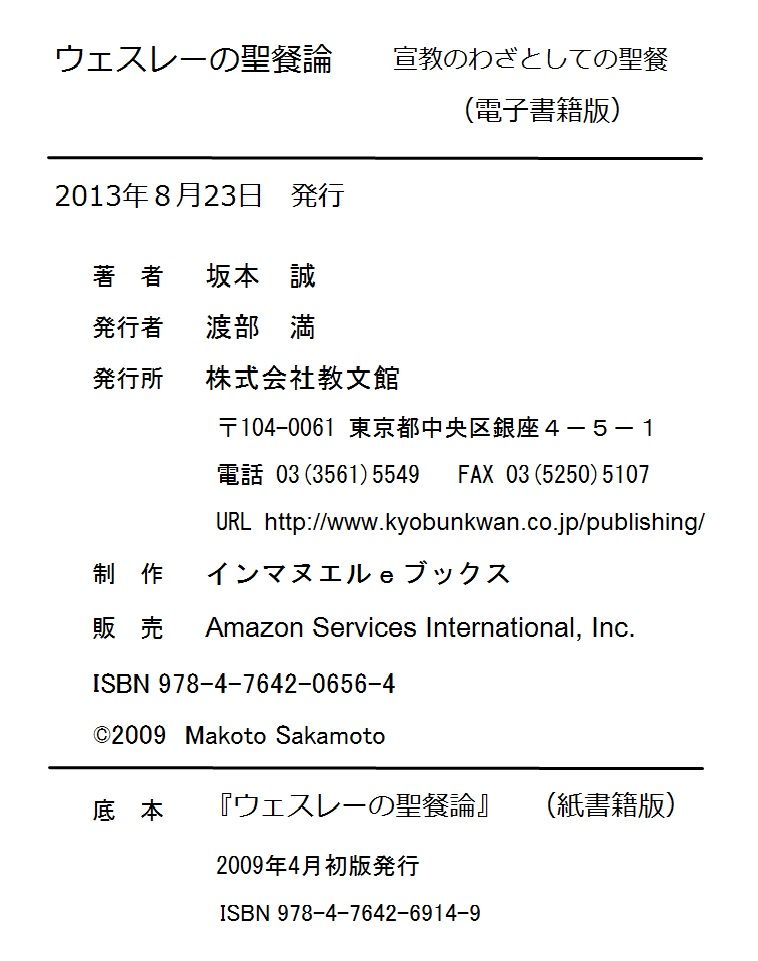 ウェスレーの聖餐論　宣教のわざとしての聖餐
（電子書籍版）
2013年８月23日　発行
著　者　坂本　誠
発行者　渡部　満
発行所　株式会社教文館
〒104-0061 東京都中央区銀座４－５－１
電話 03(3561)5549　FAX 03(5250)5107
URL http://www.kyobunkwan.co.jp/publishing/
制　作　インマヌエルｅブックス
販　売　Amazon Services International, Inc.
ISBN 978-4-7642-0656-4
©2009　Makoto Sakamoto
底　本　『ウェスレーの聖餐論』　（紙書籍版）
2009年4月初版発行
ISBN 978-4-7642-6914-9